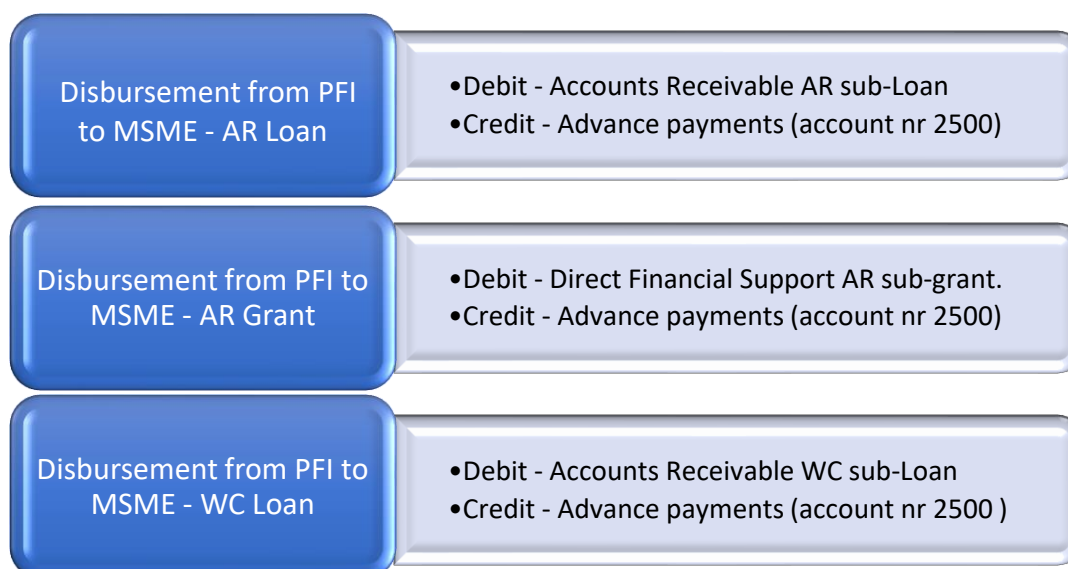 Disbursement from PFI
to MSME - AR Loan
•Debit - Accounts Receivable AR sub-Loan
•Credit - Advance payments (account nr 2500)
Disbursement from PFI to
MSME - AR Grant
•Debit - Direct Financial Support AR sub-grant.
•Credit - Advance payments (account nr 2500)
Disbursement from PFI to
MSME - WC Loan
•Debit - Accounts Receivable WC sub-Loan
•Credit - Advance payments (account nr 2500 )